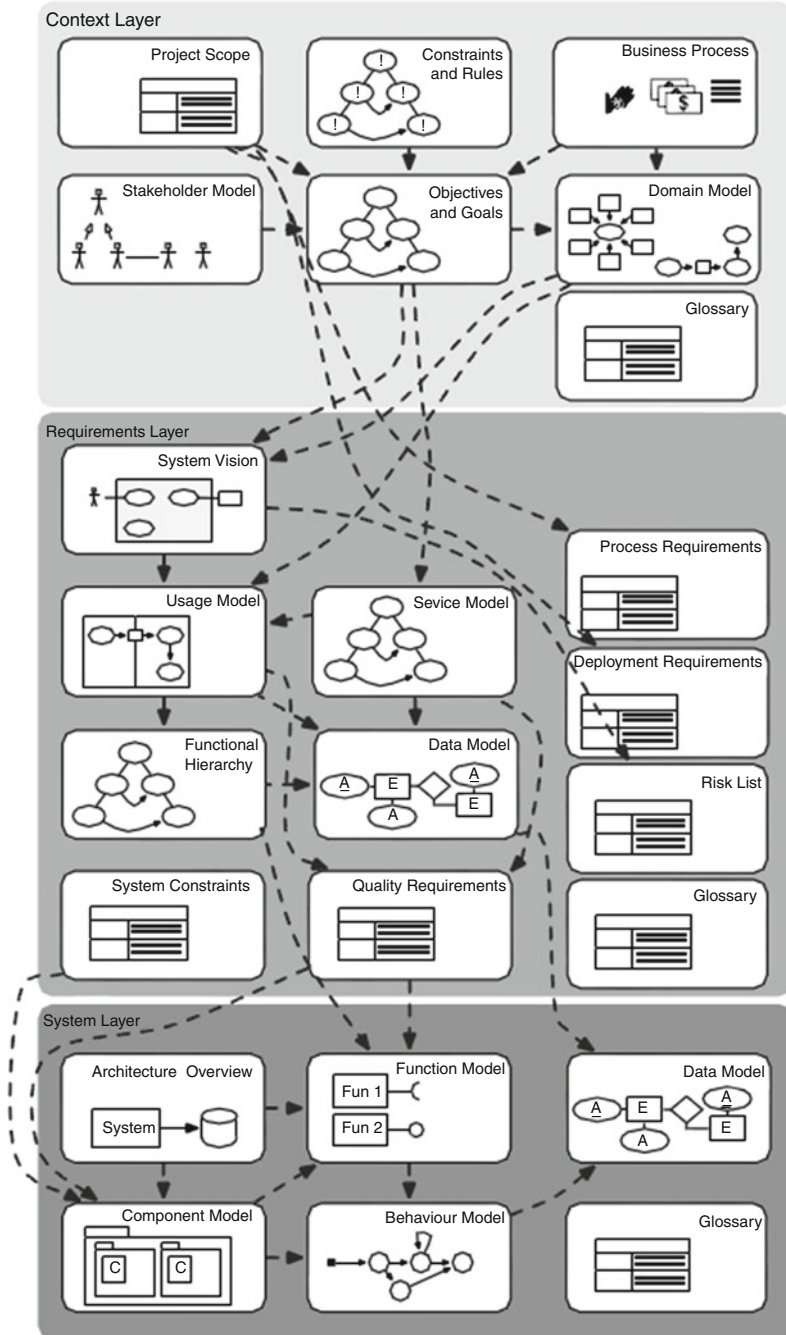 Context Layer
Project Scope
Constraints
and Rules
!
! !
! !
Business Process
$
Stakeholder Model
Objectives
and Goals
Domain Model
Glossary
Requirements Layer
System Vision
Process Requirements
Usage Model
Sevice Model
Deployment Requirements
Functional
Hierarchy
Data Model
A E A
A E
Risk List
System Constraints
Quality Requirements
Glossary
System Layer
Architecture Overview
System
Function Model
Fun 1
Fun 2
Data Model
A E A
A E
Component Model
C C
Behaviour Model
Glossary